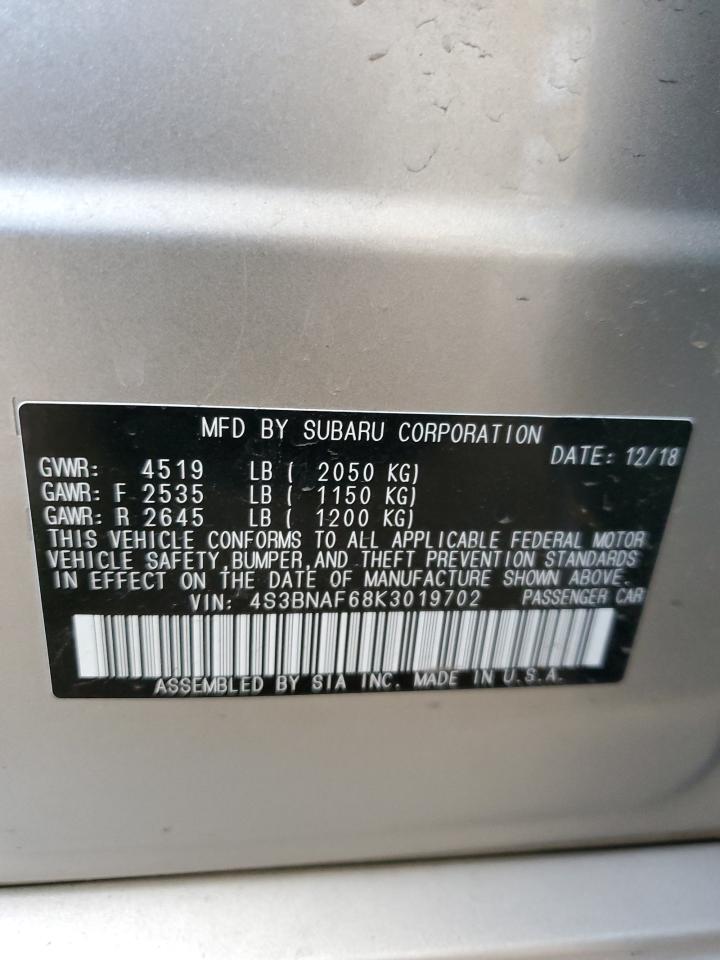 MFD BY SUBARU CORPORATION
DATE: 12/18
GVWR: 4519 LB ( 2050 KG)
GAWR: F 2535 LB ( 1150 KG)
GAWR: R 2645 LB ( 1200 KG)
THIS VEHICLE CONFORMS TO ALL APPLICABLE FEDERAL MOTOR
VEHICLE SAFETY,BUMPER,AND THEFT PREVENTION STANDARDS
IN EFFECT ON THE DATE OF MANUFACTURE SHOWN ABOVE.
VIN: 4S3BNAF68K3019702 PASSENGER CAR
ASSEMBLED BY SIA INC. MADE IN U.S.A.